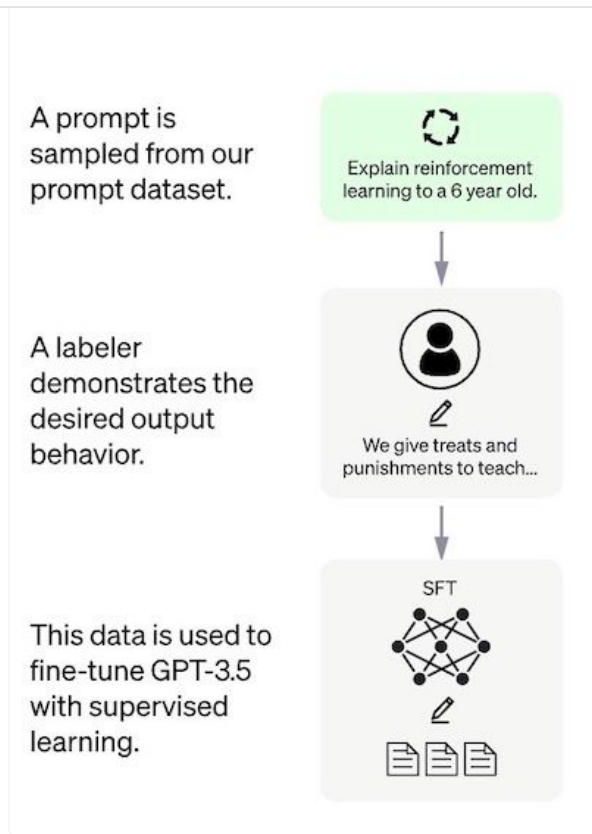 A prompt is
sampled from our
prompt dataset.
Explain reinforcement
learning to a 6 year old.
A labeler
demonstrates the
desired output
behavior.
We give treats and
punishments to teach...
This data is used to
fine-tune GPT-3.5
with supervised
learning.
SFT